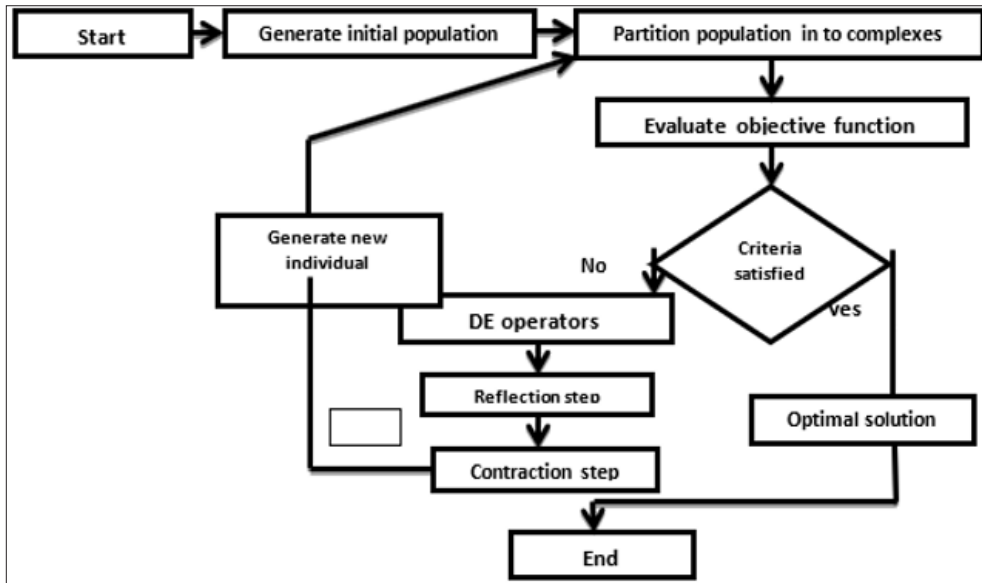 Start
Generate initial population
Partition population in to complexes
Evaluate objective function
Criteria
satisfied
No
yes
Generate new
individual
DE operators
Reflection step
Contraction step
Optimal solution
End